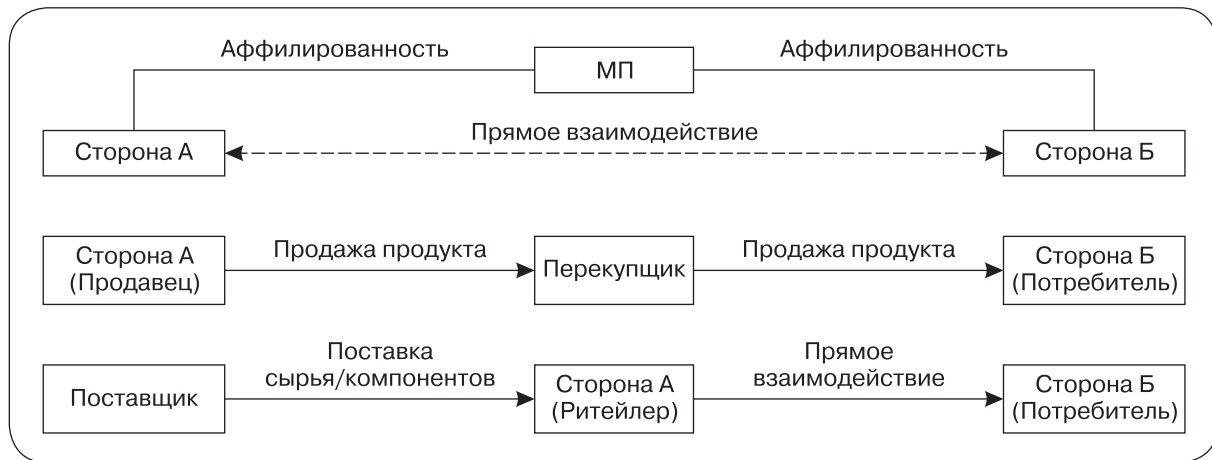 Аффилированность
МП
Аффилированность
Сторона А
Прямое взаимодействие
Сторона Б
Сторона А
(Продавец)
Продажа продукта
Перекупщик
Продажа продукта
Сторона Б
(Потребитель)
Поставщик
Поставка
сырья/компонентов
Сторона А
(Ритейлер)
Прямое
взаимодействие
Сторона Б
(Потребитель)